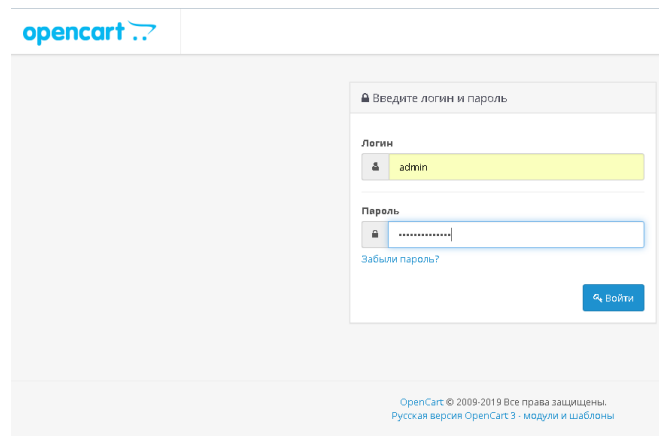 opencart
Введите логин и пароль
Логин
admin
Пароль
••••••••••••••
Забыли пароль?
Войти
OpenCart © 2009-2019 Все права защищены.
Русская версия OpenCart 3 - модули и шаблоны